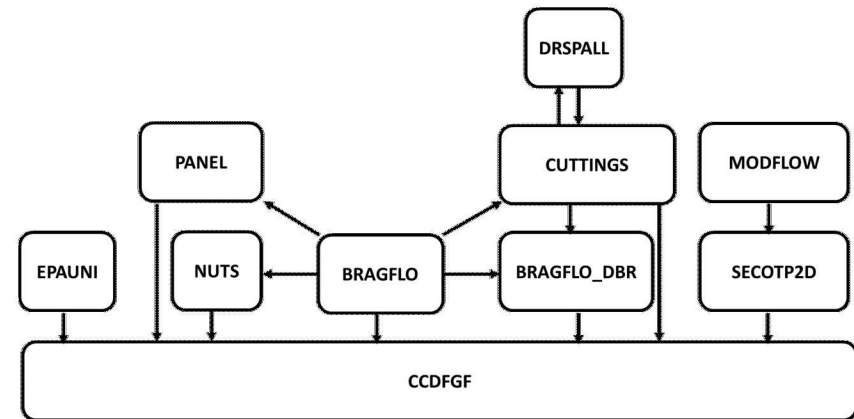 DRSPALL
PANEL
CUTTINGS
MODFLOW
EPAUNI
NUTS
BRAGFLO
BRAGFLO_DBR
SECOTP2D
CCDFGF